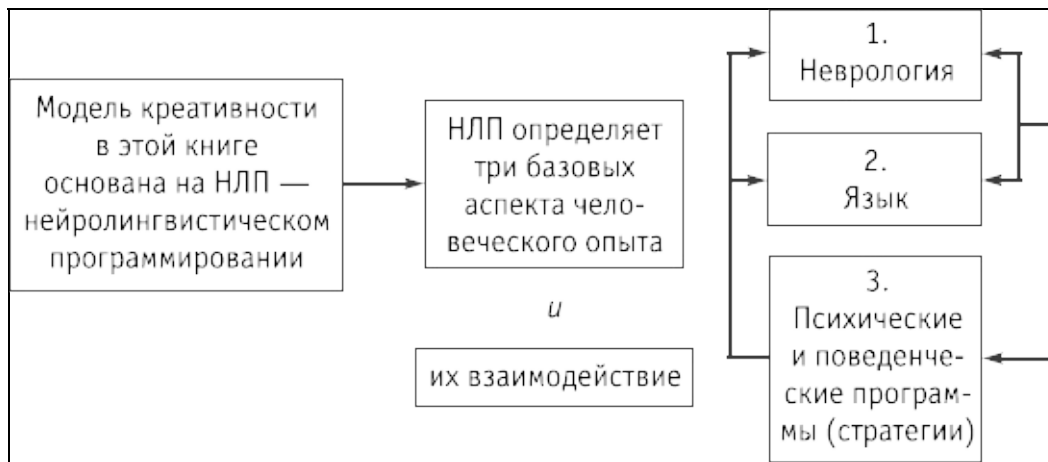 Модель креативности
в этой книге
основана на НЛП —
нейролингвистическом
программировании
НЛП определяет
три базовых
аспекта чело-
веческого опыта
и
их взаимодействие
1.
Неврология
2.
Язык
3.
Психические
и поведенче-
ские програм-
мы (стратегии)